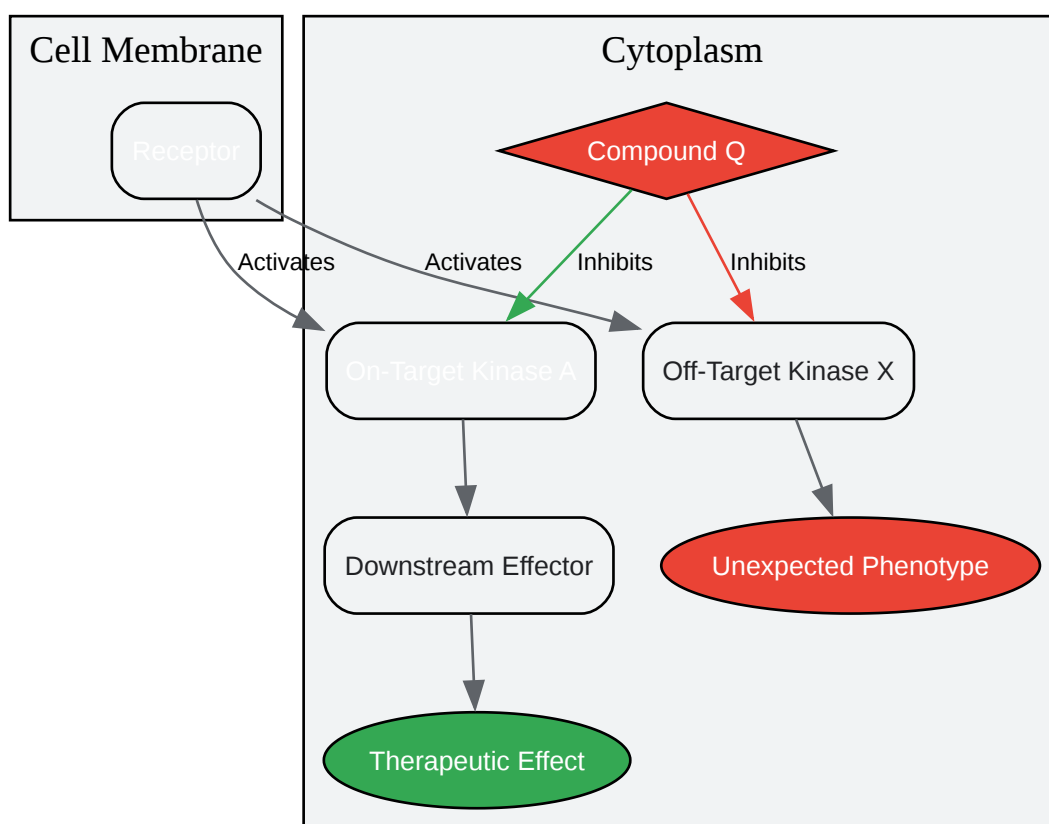 Cell Membrane
Cytoplasm
Receptor
Compound Q
Activates
Activates
Inhibits
Inhibits
On-Target Kinase A
Off-Target Kinase X
Downstream Effector
Unexpected Phenotype
Therapeutic Effect